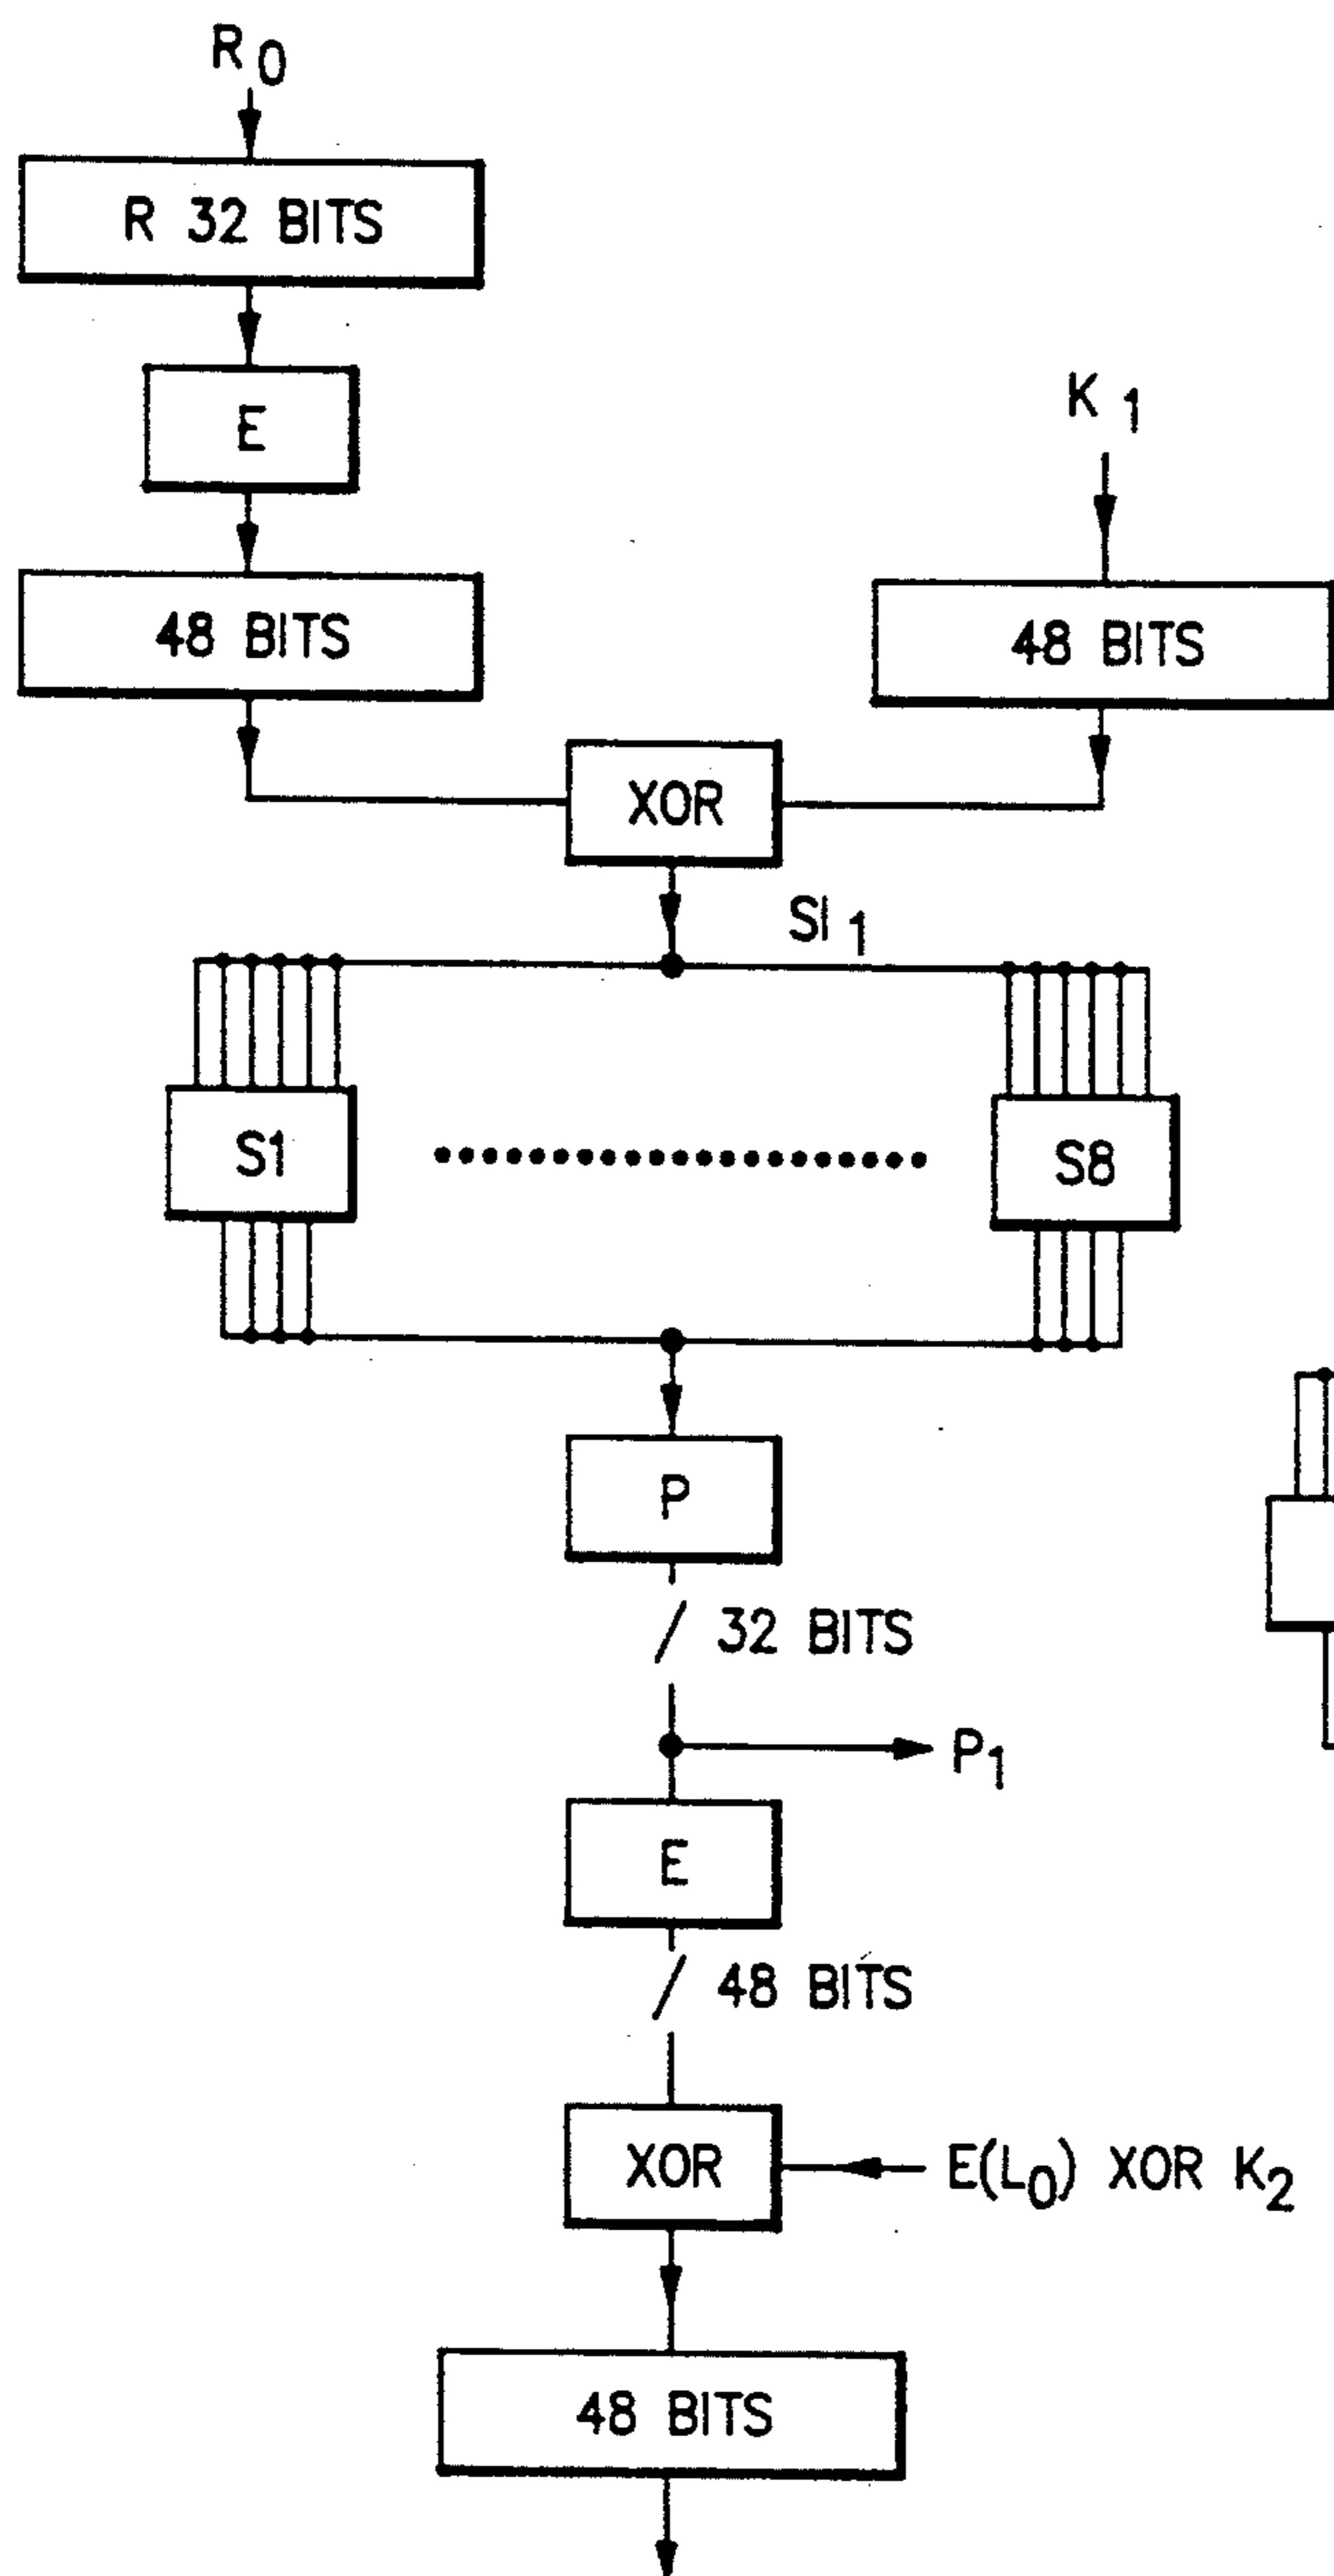 R0
R 32 BITS
E
K1
48 BITS
48 BITS
XOR
SI1
S1
S8
P
32 BITS
P1
E
48 BITS
XOR
E(L0) XOR K2
48 BITS